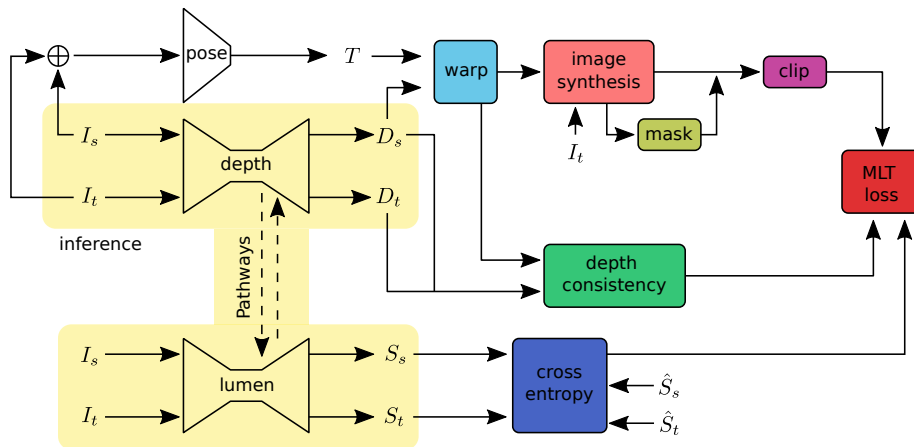 pose
T
warp
image
synthesis
clip
I_s
depth
D_s
I_t
mask
I_t
D_t
MLT
loss
inference
Pathways
depth
consistency
I_s
lumen
S_s
cross
entropy
Ŝ_s
I_t
S_t
Ŝ_t